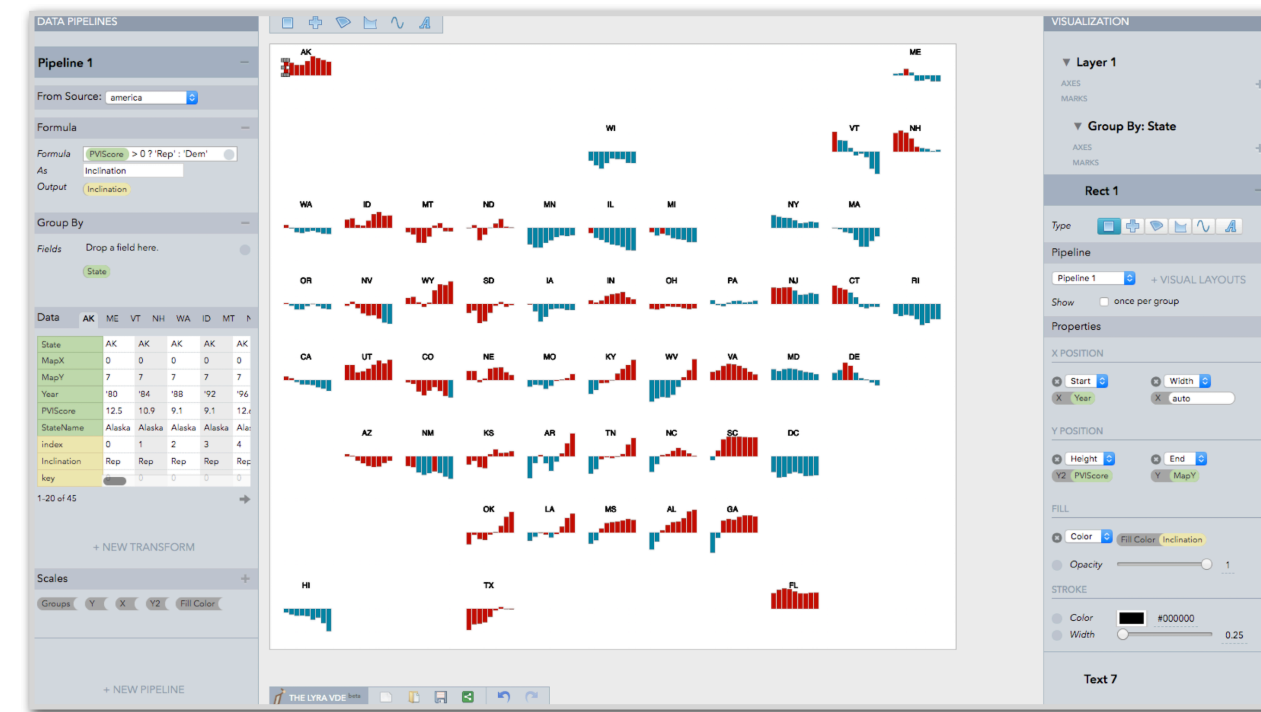 DATA PIPELINES
Pipeline 1
From Source: america
Formula
Formula PVIScore > 0 ? 'Rep' : 'Dem'
As Inclination
Output Inclination
Group By
Fields Drop a field here.
State
Data AK ME VT NH WA ID MT
State AK AK AK AK AK
MapX 0 0 0 0 0
MapY 7 7 7 7 7
Year '80 '84 '88 '92 '96
PVIScore 12.5 10.9 9.1 9.1
StateName Alaska Alaska Alaska Alaska
index 0 1 2 3 4
Inclination Rep Rep Rep Rep Rep
key 0 0 0 0
1-20 of 45
+ NEW TRANSFORM
Scales
Groups Y X Y2 Fill Color
+ NEW PIPELINE
AK ME
WI VT NH
WA ID MT ND MN IL MI NY MA
OR NV WY SD IA IN OH PA NJ CT RI
CA UT CO NE MO KY WV VA MD DE
AZ NM KS AR TN NC SC DC
OK LA MS AL GA
HI TX FL
THE LYRA VDE beta
VISUALIZATION
Layer 1
AXES
MARKS
Group By: State
AXES
MARKS
Rect 1
Type
Pipeline
Pipeline 1 + VISUAL LAYOUTS
Show once per group
Properties
X POSITION
Start Width
X Year X auto
Y POSITION
Height End
Y2 PVIScore Y MapY
FILL
Color Fill Color Inclination
Opacity 1
STROKE
Color #000000
Width 0.25
Text 7